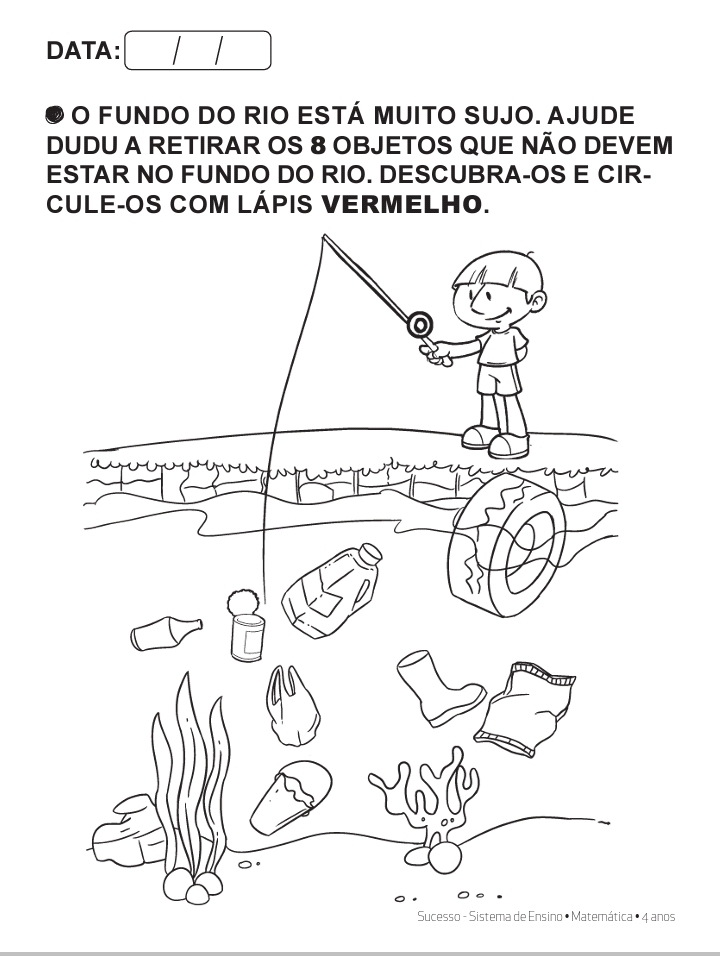 DATA: / /
O FUNDO DO RIO ESTÁ MUITO SUJO. AJUDE
DUDU A RETIRAR OS 8 OBJETOS QUE NÃO DEVEM
ESTAR NO FUNDO DO RIO. DESCUBRA-OS E CIR-
CULE-OS COM LÁPIS VERMELHO.
Sucesso - Sistema de Ensino • Matemática • 4 anos